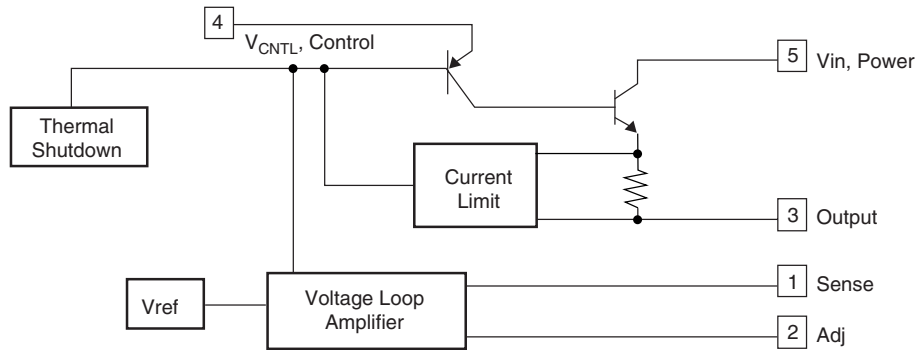 4
V_CNTL, Control
5 Vin, Power
Thermal
Shutdown
Current
Limit
3 Output
1 Sense
Vref
Voltage Loop
Amplifier
2 Adj